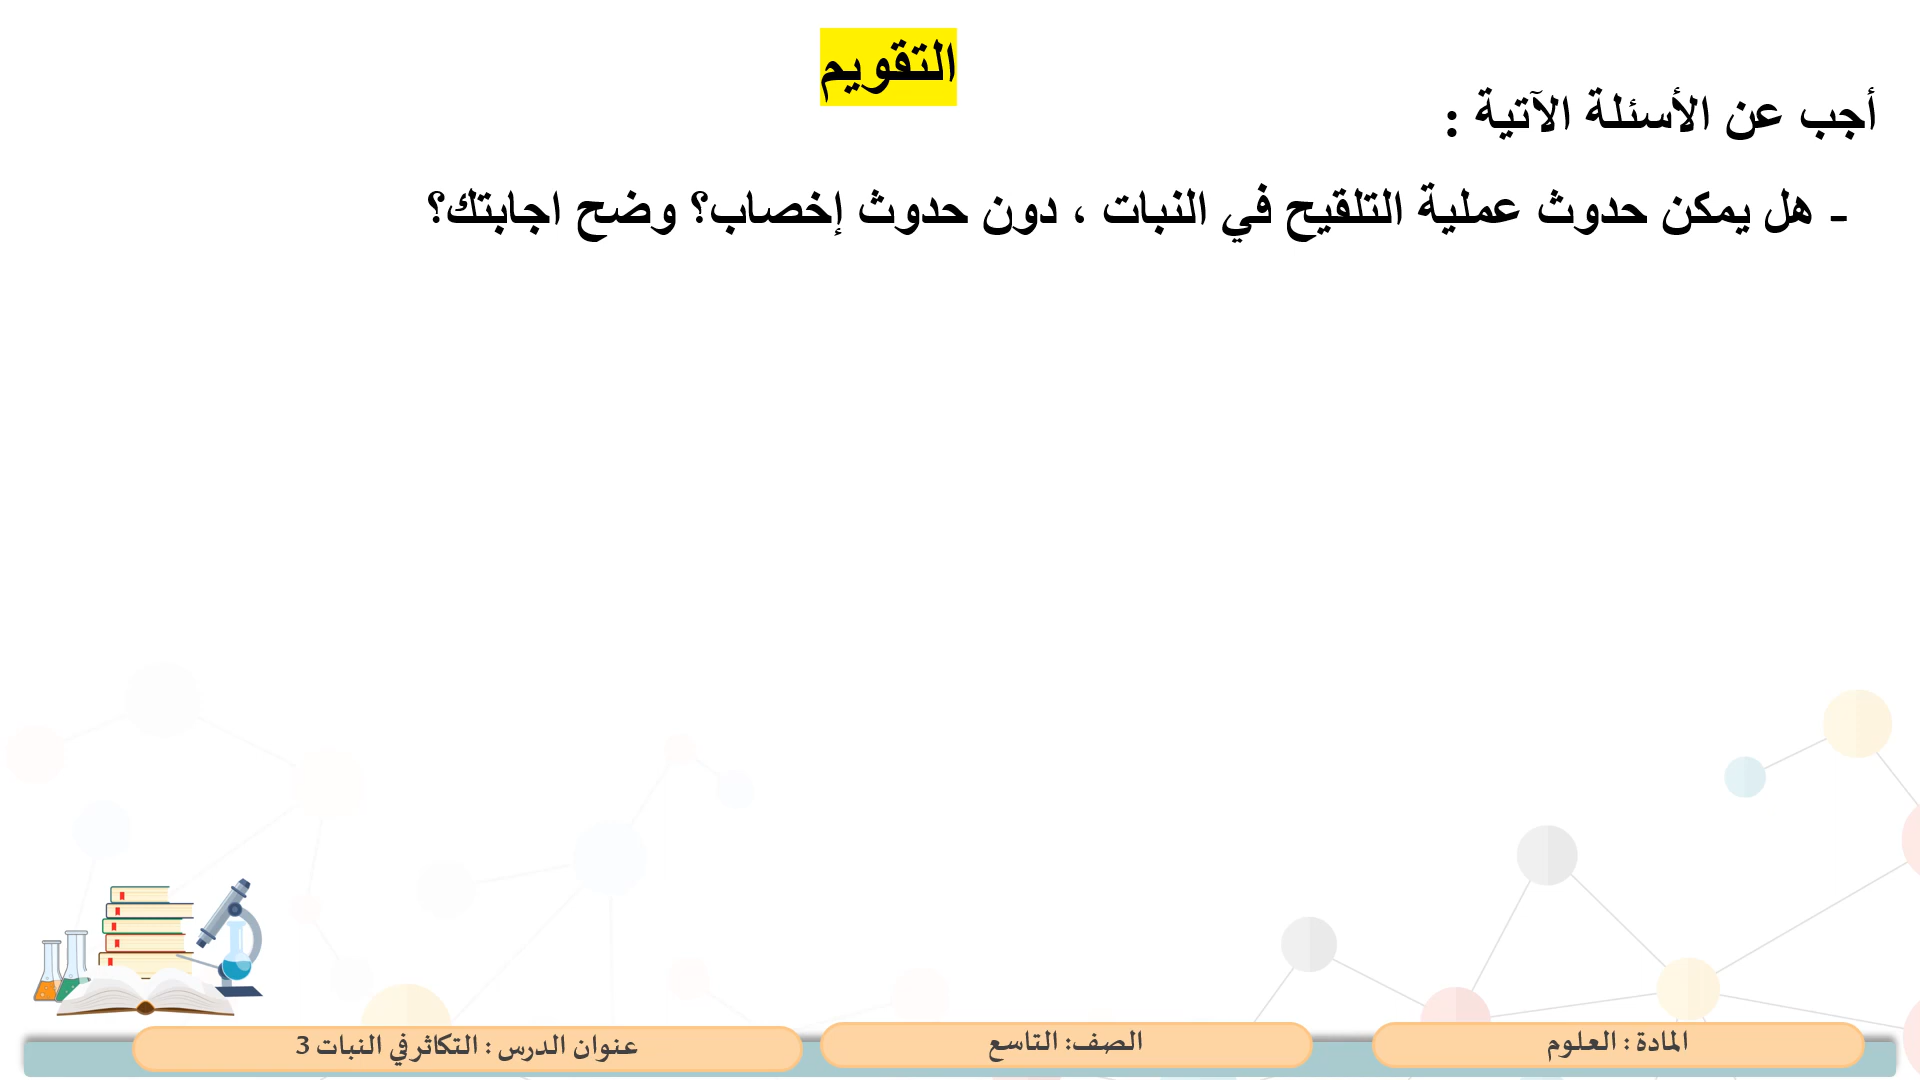 التقويم
أجب عن الأسئلة الآتية :
- هل يمكن حدوث عملية التلقيح في النبات ، دون حدوث إخصاب؟ وضح اجابتك؟
المادة : العلوم
الصف: التاسع
عنوان الدرس : التكاثر في النبات 3